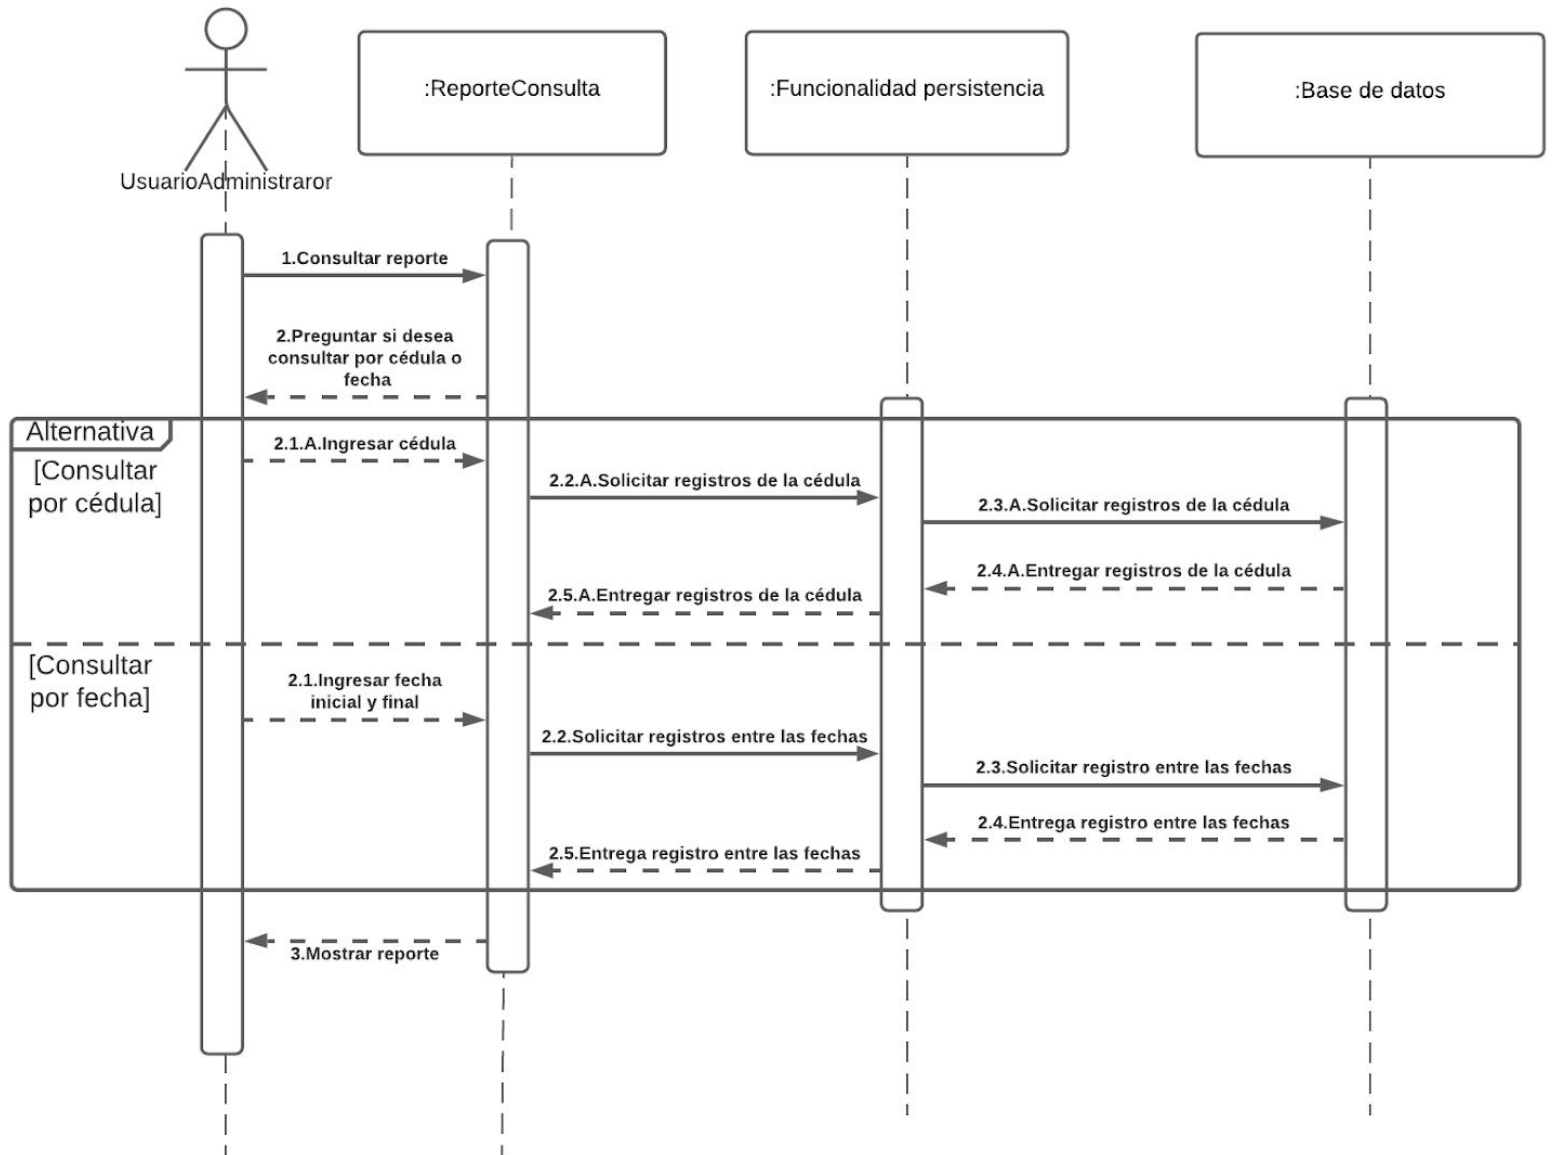 :ReporteConsulta
:Funcionalidad persistencia
:Base de datos
UsuarioAdministraror
1.Consultar reporte
2.Preguntar si desea
consultar por cédula o
fecha
Alternativa
[Consultar
por cédula]
2.1.A.Ingresar cédula
2.2.A.Solicitar registros de la cédula
2.3.A.Solicitar registros de la cédula
2.4.A.Entregar registros de la cédula
2.5.A.Entregar registros de la cédula
[Consultar
por fecha]
2.1.Ingresar fecha
inicial y final
2.2.Solicitar registros entre las fechas
2.3.Solicitar registro entre las fechas
2.4.Entrega registro entre las fechas
2.5.Entrega registro entre las fechas
3.Mostrar reporte